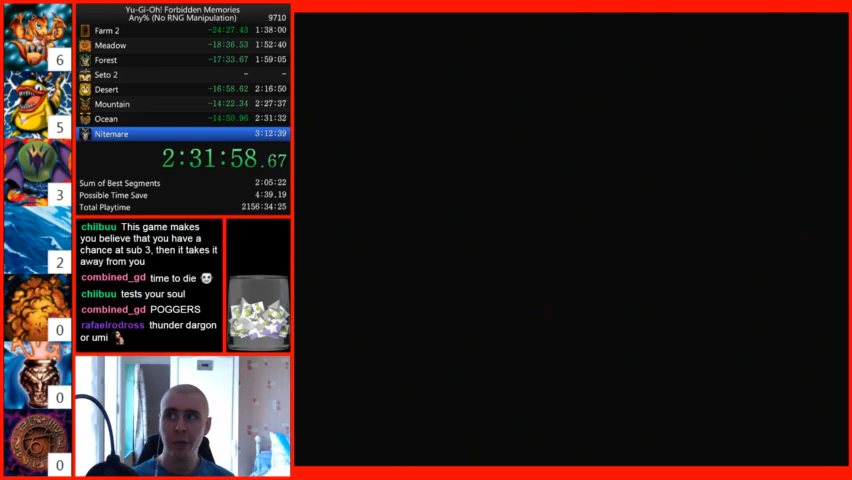 Yu-Gi-Oh! Forbidden Memories
Any% (No RNG Manipulation) 9710
Farm 2 -24:27.43 1:38:00
Meadow -18:36.53 1:52:40
Forest -17:33.67 1:59:05
Seto 2 - -
Desert -16:58.62 2:16:50
Mountain -14:22.34 2:27:37
Ocean -14:50.96 2:31:32
Nitemare 3:12:39
2:31:58.67
Sum of Best Segments 2:05:22
Possible Time Save 4:39.19
Total Playtime 2156:34:25
6
5
3
2
0
0
0
chiibuu This game makes
you believe that you have a
chance at sub 3, then it takes it
away from you
combined_gd time to die
chiibuu tests your soul
combined_gd POGGERS
rafaelrodross thunder dargon
or umi